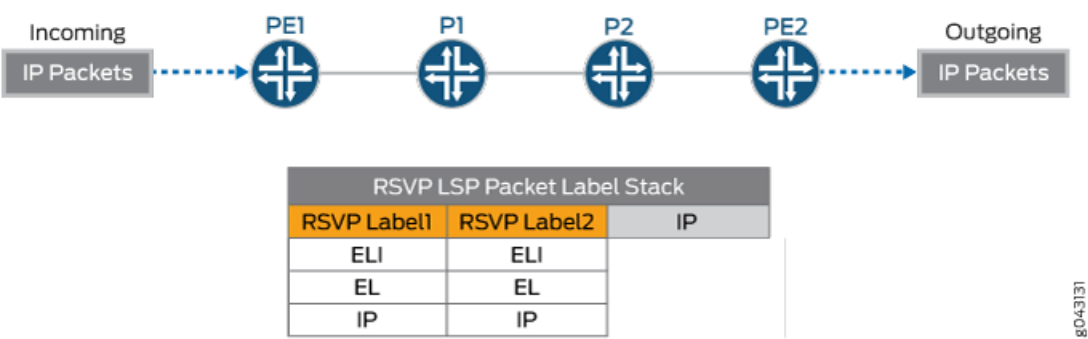 Incoming
IP Packets
PE1
P1
P2
PE2
Outgoing
IP Packets
RSVP LSP Packet Label Stack
RSVP Label1 RSVP Label2 IP
ELI ELI
EL EL
IP IP
g043131